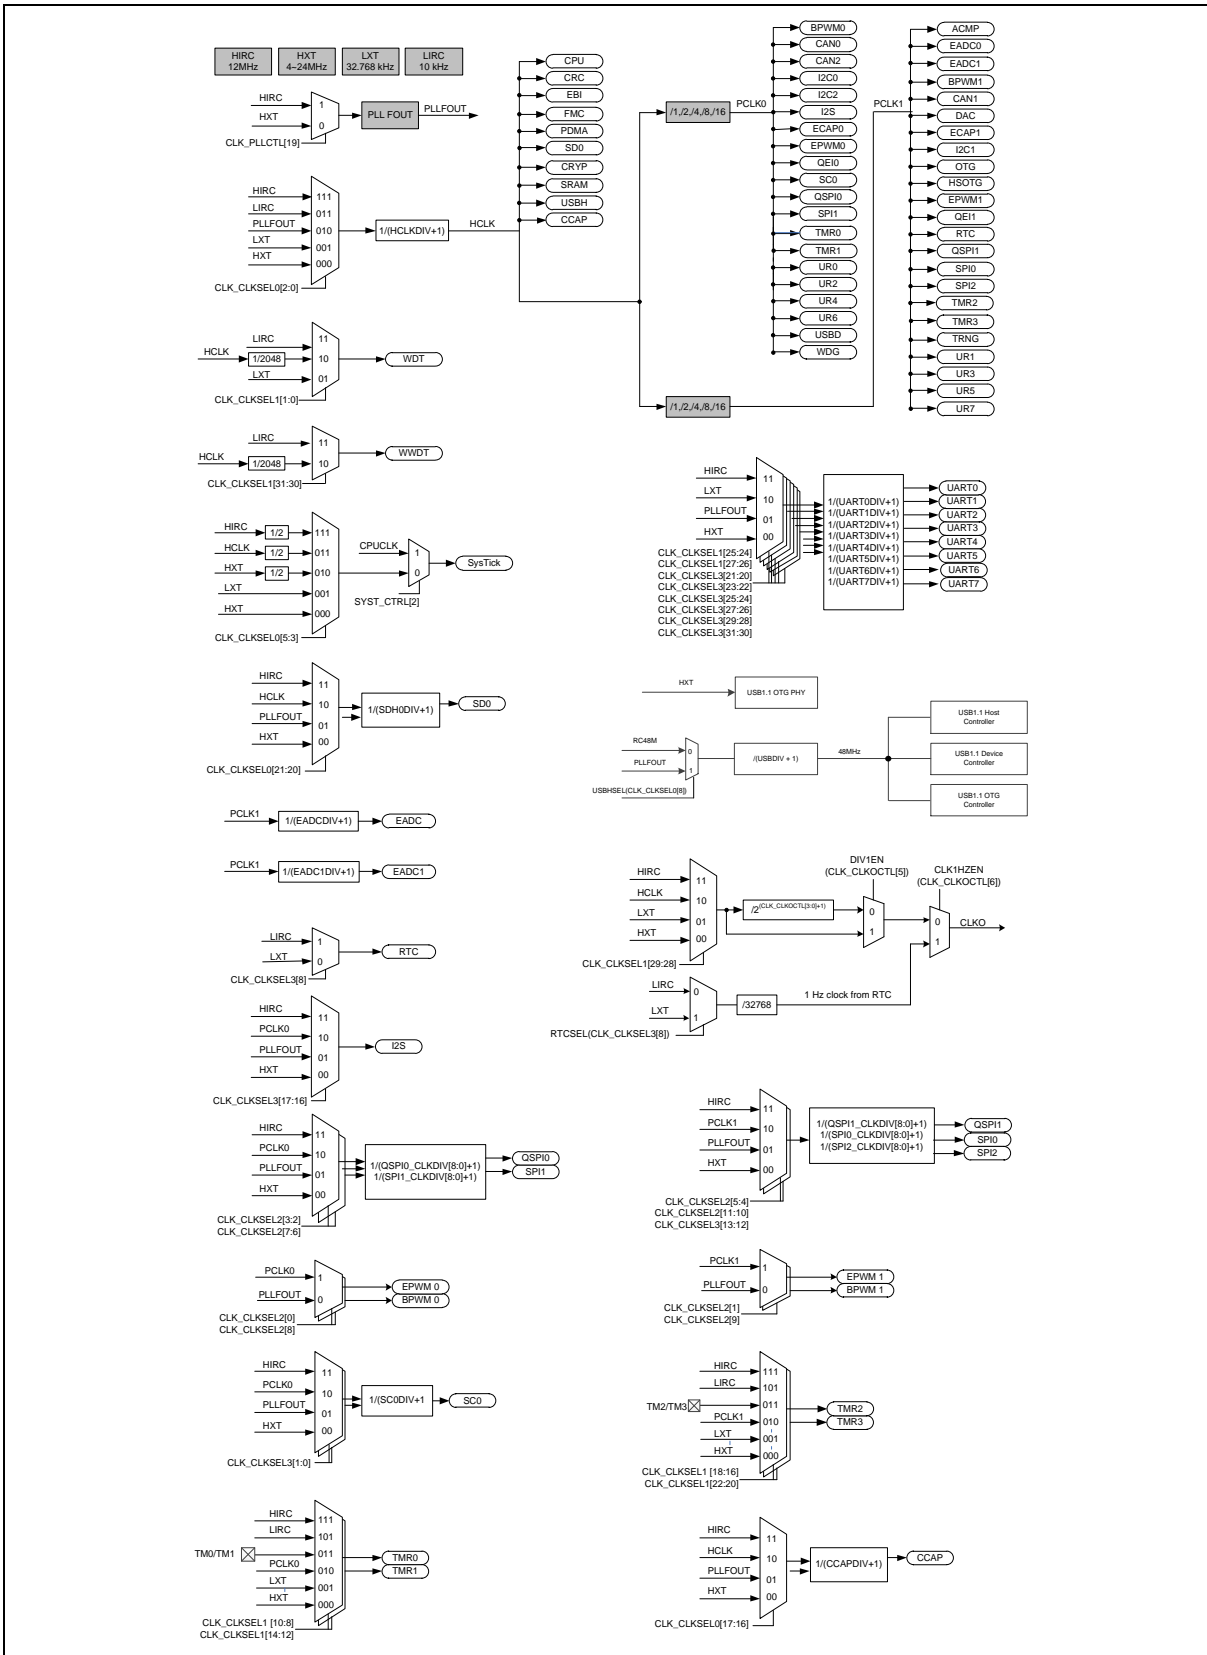 HIRC
12MHz
HXT
4~24MHz
LXT
32.768 kHz
LIRC
10 kHz
HIRC
HXT
1
0
PLL FOUT
PLLFOUT
CLK_PLLCTL[19]
HIRC
LIRC
PLLFOUT
LXT
HXT
111
011
010
001
000
1/(HCLKDIV+1)
HCLK
CLK_CLKSEL0[2:0]
CPU
CRC
EBI
FMC
PDMA
SD0
CRYP
SRAM
USBH
CCAP
/1,/2,/4,/8,/16
PCLK0
BPWM0
CAN0
CAN2
I2C0
I2C2
I2S
ECAP0
EPWM0
QEI0
SC0
QSPI0
SPI1
TMR0
TMR1
UR0
UR2
UR4
UR6
USBD
WDG
/1,/2,/4,/8,/16
PCLK1
ACMP
EADC0
EADC1
BPWM1
CAN1
DAC
ECAP1
I2C1
OTG
HSOTG
EPWM1
QEI1
RTC
QSPI1
SPI0
SPI2
TMR2
TMR3
TRNG
UR1
UR3
UR5
UR7
LIRC
HCLK
1/2048
LXT
11
10
01
WDT
CLK_CLKSEL1[1:0]
LIRC
HCLK
1/2048
11
10
WWDT
CLK_CLKSEL1[31:30]
HIRC
1/2
HCLK
1/2
HXT
1/2
LXT
HXT
111
011
010
001
000
CPUCLK
1
0
SysTick
SYST_CTRL[2]
CLK_CLKSEL0[5:3]
HIRC
LXT
PLLFOUT
HXT
11
10
01
00
1/(UART0DIV+1)
1/(UART1DIV+1)
1/(UART2DIV+1)
1/(UART3DIV+1)
1/(UART4DIV+1)
1/(UART5DIV+1)
1/(UART6DIV+1)
1/(UART7DIV+1)
UART0
UART1
UART2
UART3
UART4
UART5
UART6
UART7
CLK_CLKSEL1[25:24]
CLK_CLKSEL1[27:26]
CLK_CLKSEL3[21:20]
CLK_CLKSEL3[23:22]
CLK_CLKSEL3[25:24]
CLK_CLKSEL3[27:26]
CLK_CLKSEL3[29:28]
CLK_CLKSEL3[31:30]
HIRC
HCLK
PLLFOUT
HXT
11
10
01
00
1/(SDH0DIV+1)
SD0
CLK_CLKSEL0[21:20]
HXT
USB1.1 OTG PHY
RC48M
PLLFOUT
0
1
/(USBDIV + 1)
48MHz
USBHSEL(CLK_CLKSEL0[8])
USB1.1 Host
Controller
USB1.1 Device
Controller
USB1.1 OTG
Controller
PCLK1
1/(EADCDIV+1)
EADC
PCLK1
1/(EADC1DIV+1)
EADC1
HIRC
HCLK
LXT
HXT
11
10
01
00
/2(CLK_CLKOCTL[3:0]+1)
DIV1EN
(CLK_CLKOCTL[5])
0
1
CLK1HZEN
(CLK_CLKOCTL[6])
0
1
CLKO
CLK_CLKSEL1[29:28]
LIRC
LXT
0
1
/32768
1 Hz clock from RTC
RTCSEL(CLK_CLKSEL3[8])
LIRC
LXT
1
0
RTC
CLK_CLKSEL3[8]
HIRC
PCLK0
PLLFOUT
HXT
11
10
01
00
I2S
CLK_CLKSEL3[17:16]
HIRC
PCLK0
PLLFOUT
HXT
11
10
01
00
1/(QSPI0_CLKDIV[8:0]+1)
1/(SPI1_CLKDIV[8:0]+1)
QSPI0
SPI1
CLK_CLKSEL2[3:2]
CLK_CLKSEL2[7:6]
HIRC
PCLK1
PLLFOUT
HXT
11
10
01
00
1/(QSPI1_CLKDIV[8:0]+1)
1/(SPI0_CLKDIV[8:0]+1)
1/(SPI2_CLKDIV[8:0]+1)
QSPI1
SPI0
SPI2
CLK_CLKSEL2[5:4]
CLK_CLKSEL2[11:10]
CLK_CLKSEL3[13:12]
PCLK0
PLLFOUT
1
0
EPWM 0
BPWM 0
CLK_CLKSEL2[0]
CLK_CLKSEL2[8]
PCLK1
PLLFOUT
1
0
EPWM 1
BPWM 1
CLK_CLKSEL2[1]
CLK_CLKSEL2[9]
HIRC
PCLK0
PLLFOUT
HXT
11
10
01
00
1/(SC0DIV+1
SC0
CLK_CLKSEL3[1:0]
HIRC
LIRC
TM2/TM3
PCLK1
LXT
HXT
111
101
011
010
001
000
TMR2
TMR3
CLK_CLKSEL1 [18:16]
CLK_CLKSEL1[22:20]
HIRC
LIRC
TM0/TM1
PCLK0
LXT
HXT
111
101
011
010
001
000
TMR0
TMR1
CLK_CLKSEL1 [10:8]
CLK_CLKSEL1[14:12]
HIRC
HCLK
PLLFOUT
HXT
11
10
01
00
1/(CCAPDIV+1)
CCAP
CLK_CLKSEL0[17:16]